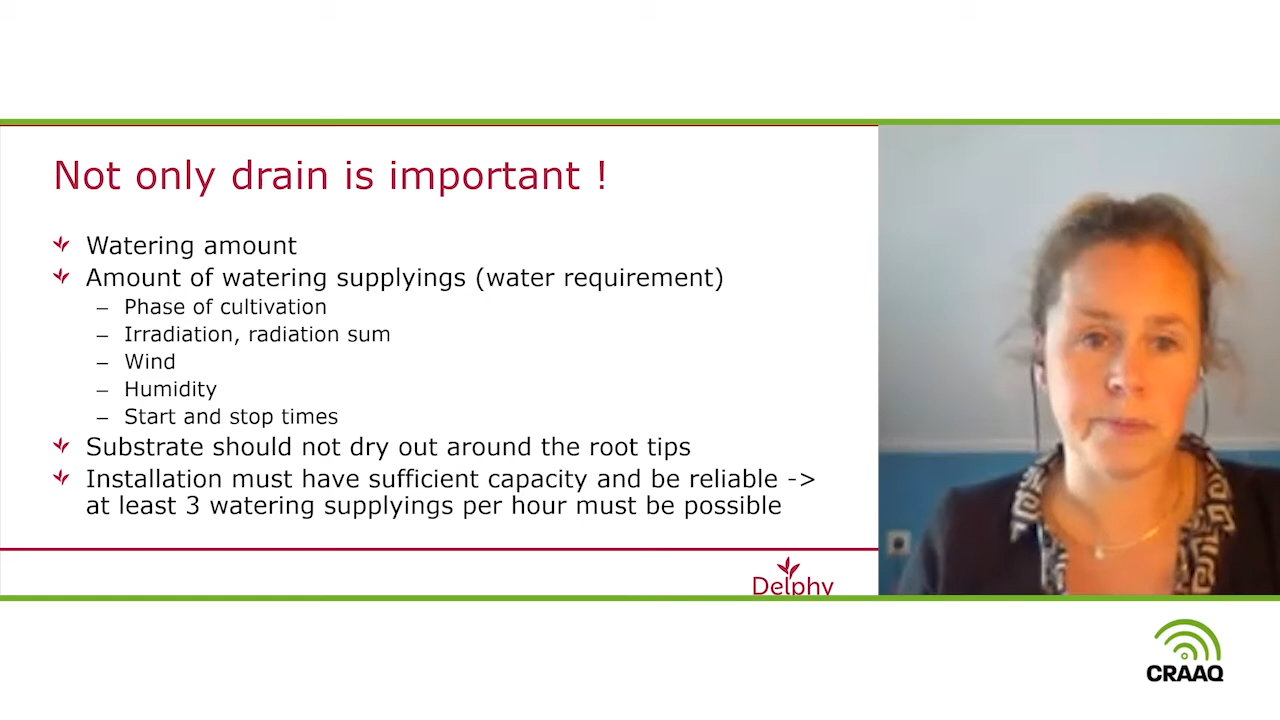 Not only drain is important !
Watering amount
Amount of watering supplyings (water requirement)
– Phase of cultivation
– Irradiation, radiation sum
– Wind
– Humidity
– Start and stop times
Substrate should not dry out around the root tips
Installation must have sufficient capacity and be reliable ->
at least 3 watering supplyings per hour must be possible
Delphy
CRAAQ